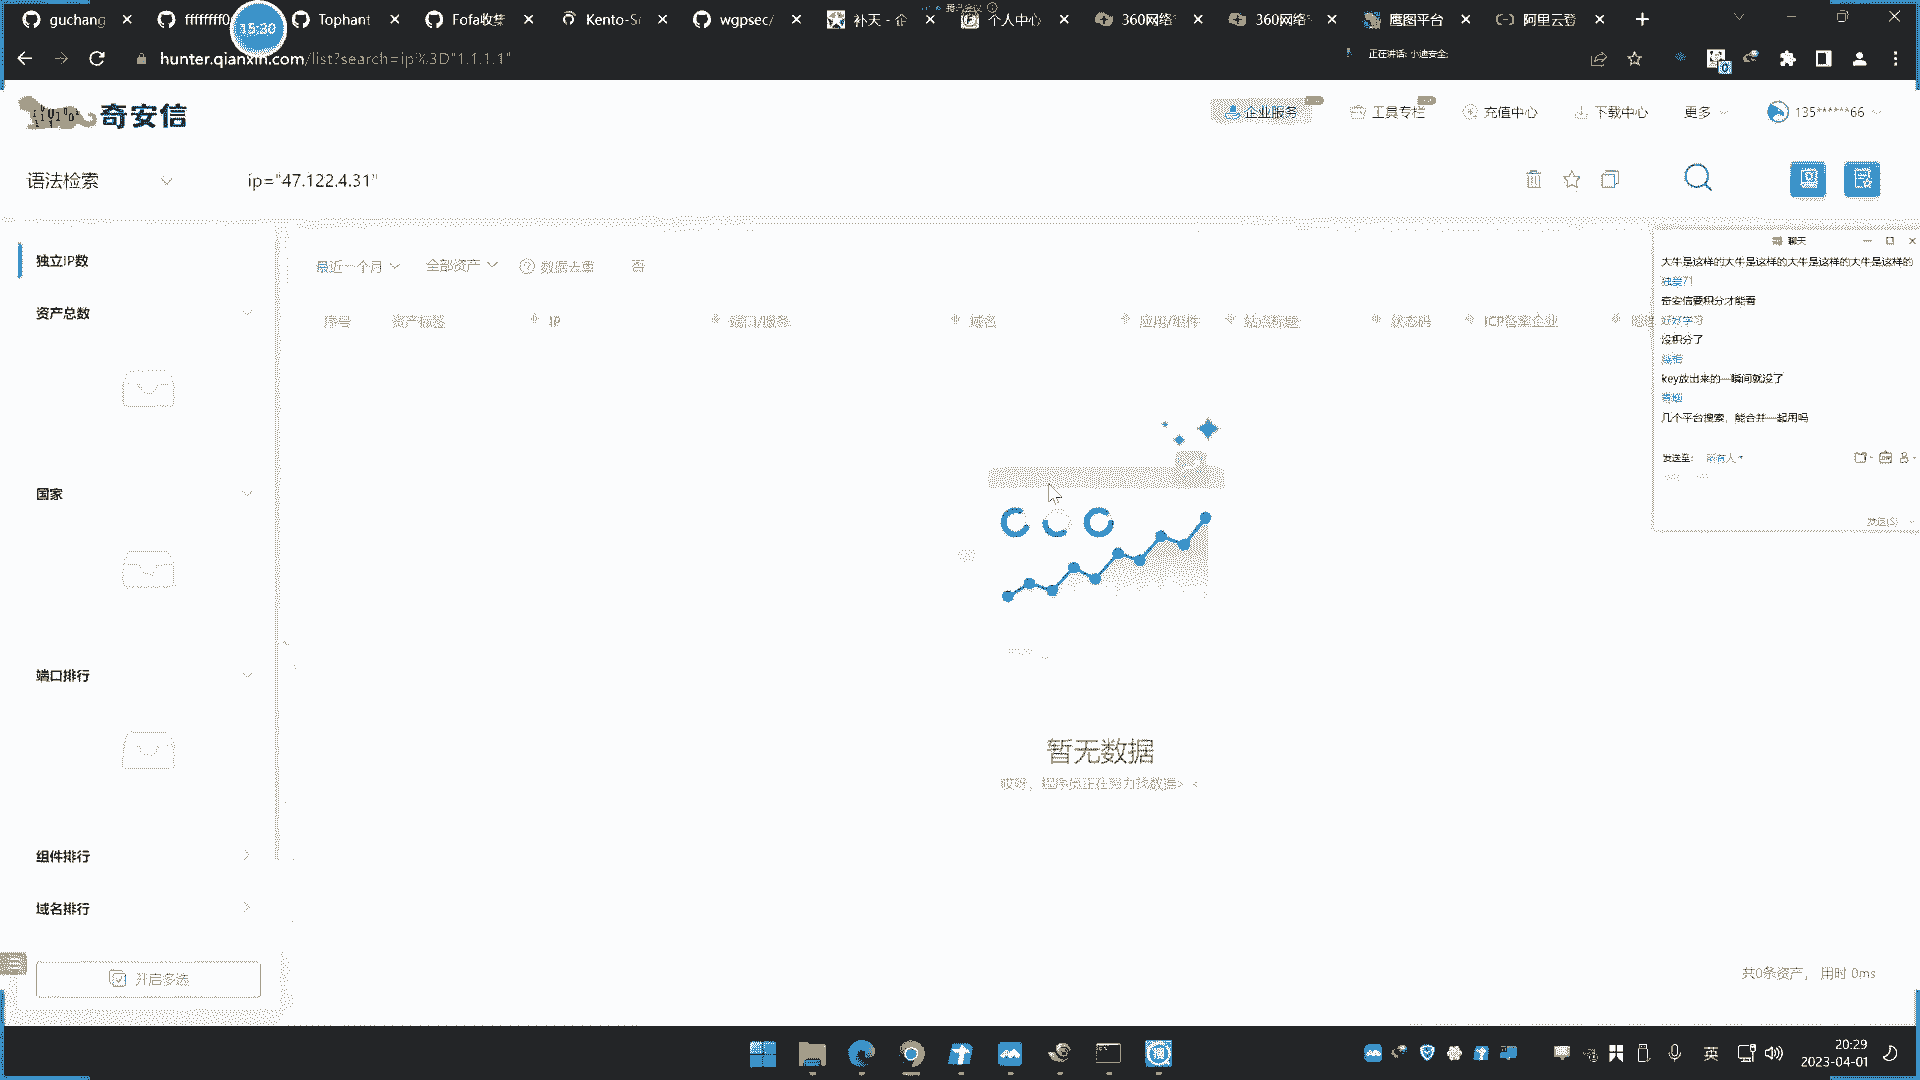 guchang
ffffffff0
15:30
Tophant
Fofa收集
Kento-Se
wgpsec/
补天 - 企
个人中心
360网络
360网络
鹰图平台
阿里云登
腾讯会议
hunter.qianxin.com/list?search=ip%3D"1.1.1.1"
正在讲话: 小迪安全;
奇安信
企业服务
工具专栏
充值中心
下载中心
更多
135******66
语法检索
ip="47.122.4.31"
独立IP数
资产总数
国家
端口排行
组件排行
域名排行
开启多选
最近一个月
全部资产
数据去重
否
序号
资产标签
IP
端口/服务
域名
应用/组件
站点标题
状态码
ICP备案企业
暂无数据
哎呀，程序员正在努力找数据> <
共0条资产， 用时 0ms
聊天
大牛是这样的大牛是这样的大牛是这样的大牛是这样的
奇安信要积分才能看
好好学习
没积分了
key放出来的一瞬间就没了
几个平台搜索，能合并一起用吗
发送至:
所有人
发送(S)
英
20:29
2023-04-01